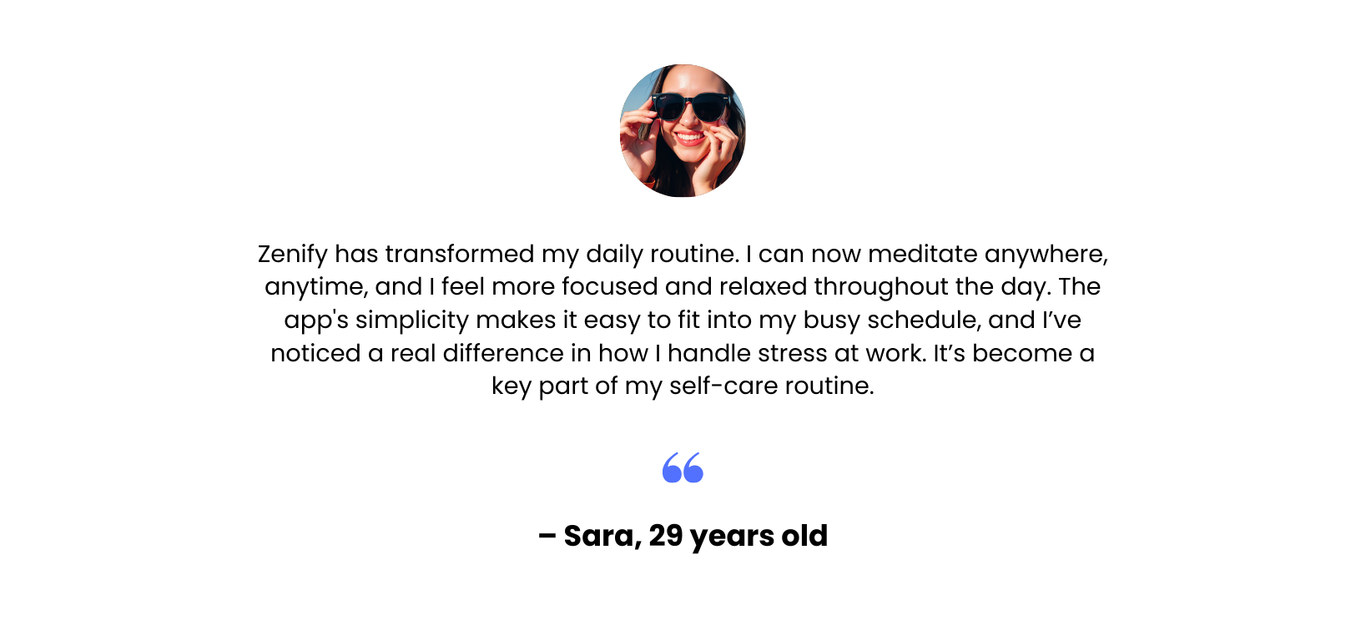 Zenify has transformed my daily routine. I can now meditate anywhere,
anytime, and I feel more focused and relaxed throughout the day. The
app's simplicity makes it easy to fit into my busy schedule, and I’ve
noticed a real difference in how I handle stress at work. It’s become a
key part of my self-care routine.
“
– Sara, 29 years old